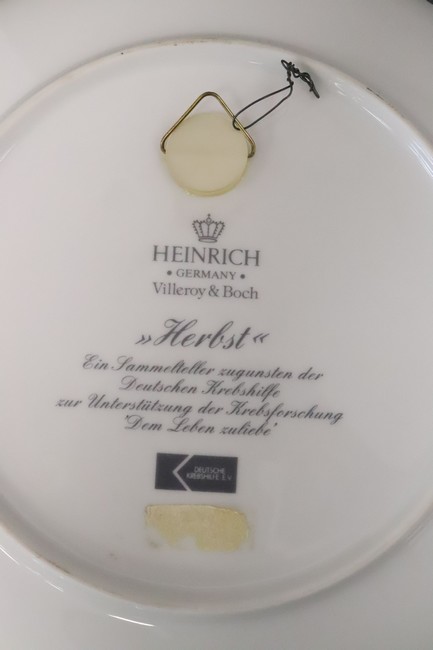 HEINRICH
• GERMANY •
Villeroy & Boch
»Herbst«
Ein Sammelteller zugunsten der
Deutschen Krebshilfe
zur Unterstützung der Krebsforschung
'Dem Leben zuliebe'
DEUTSCHE
KREBSHILFE E.V.